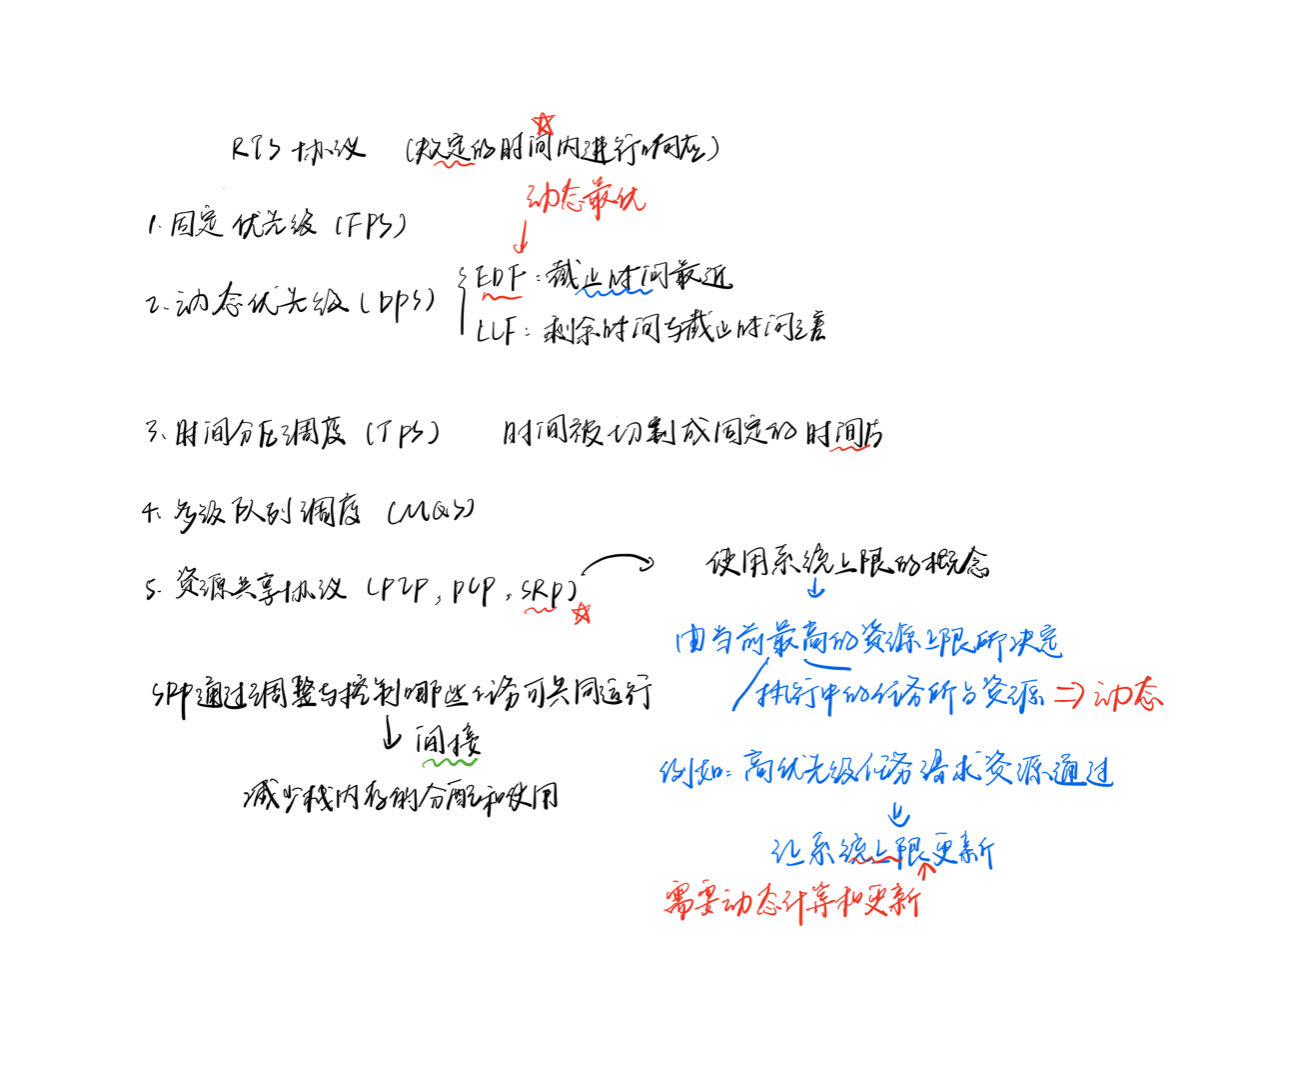 RTS协议 (规定的时间内进行响应)
动态最优
1.固定优先级 (FPS)
2.动态优先级 (DPS)
EDF:截止时间最近
LLF:剩余时间与截止时间之差
3.时间分片调度 (TPS) 时间被切割成固定的时间片
4.多级队列调度 (MQS)
5.资源共享协议 (PIP, PCP, SRP)
使用系统上限的概念
由当前最高的资源上限所决定
执行中的任务所占资源 => 动态
SRP通过调整与控制哪些任务可共同运行
间接
减少栈内存的分配和使用
例如:高优先级任务请求资源通过
让系统上限更新
需要动态计算和更新